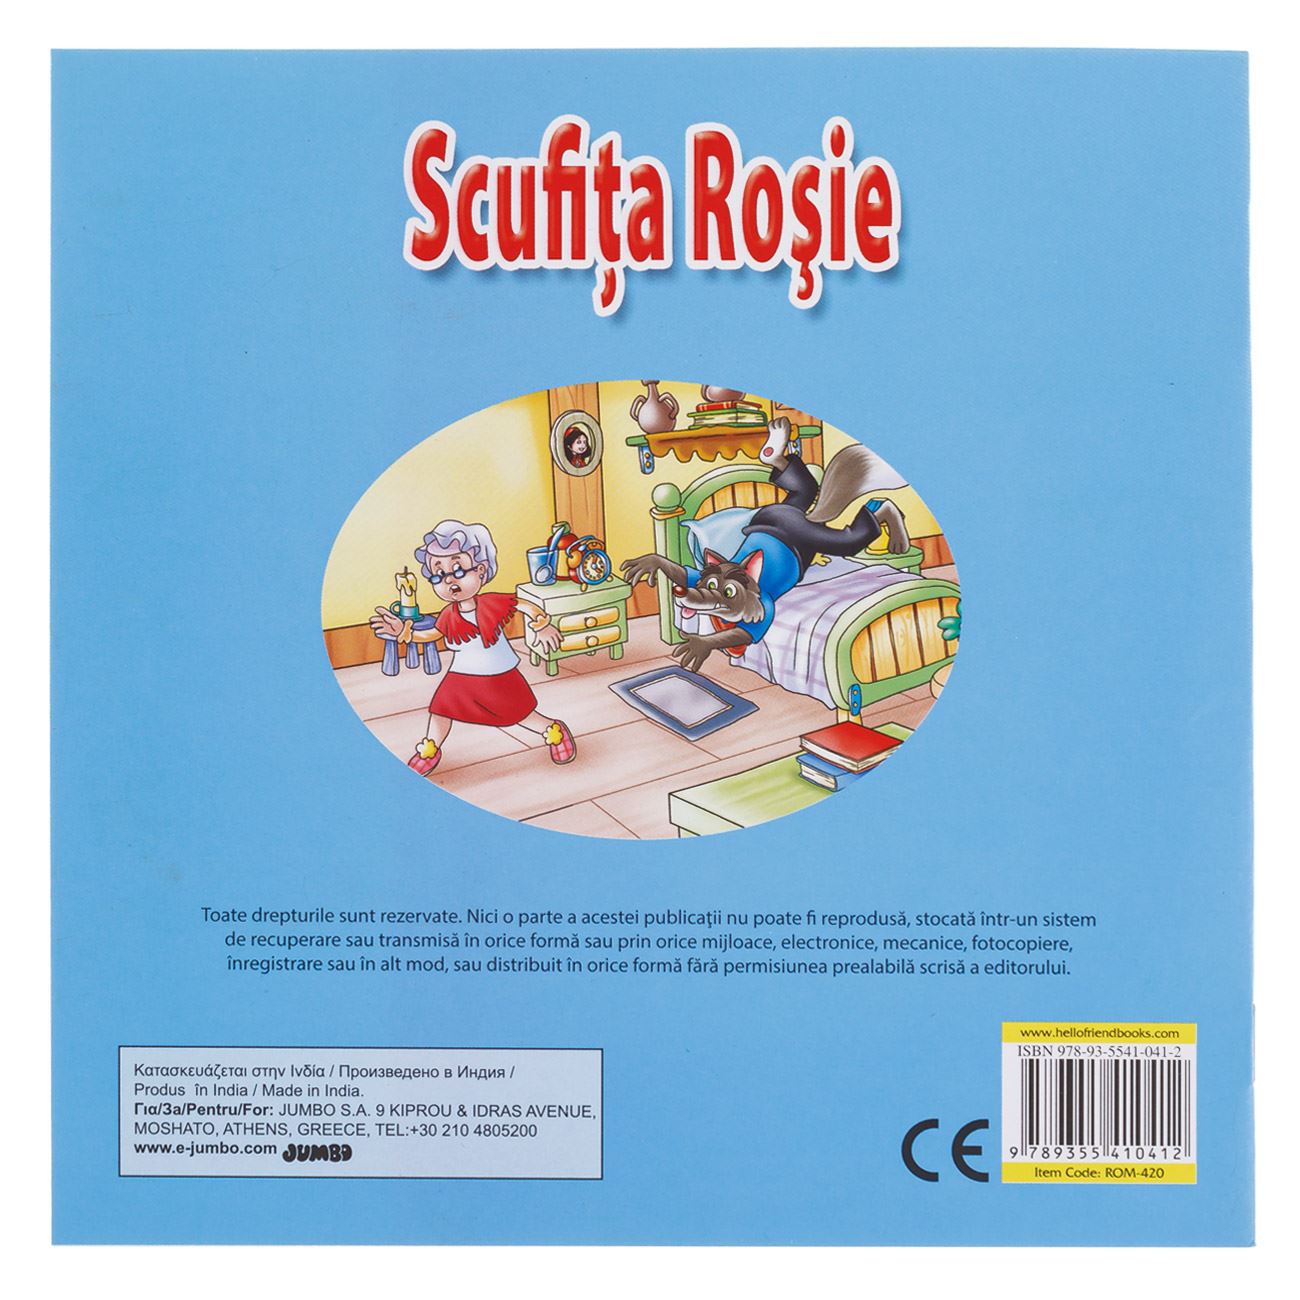 Scufița Roșie
Toate drepturile sunt rezervate. Nici o parte a acestei publicații nu poate fi reprodusă, stocată într-un sistem
de recuperare sau transmisă în orice formă sau prin orice mijloace, electronice, mecanice, fotocopiere,
înregistrare sau în alt mod, sau distribuit în orice formă fără permisiunea prealabilă scrisă a editorului.
Κατασκευάζεται στην Ινδία / Произведено в Индия /
Produs în India / Made in India.
Για/За/Pentru/For: JUMBO S.A. 9 KIPROU & IDRAS AVENUE,
MOSHATO, ATHENS, GREECE, TEL:+30 210 4805200
www.e-jumbo.com JUMBO
CE
www.hellofriendbooks.com
ISBN 978-93-5541-041-2
9 789355 410412
Item Code: ROM-420